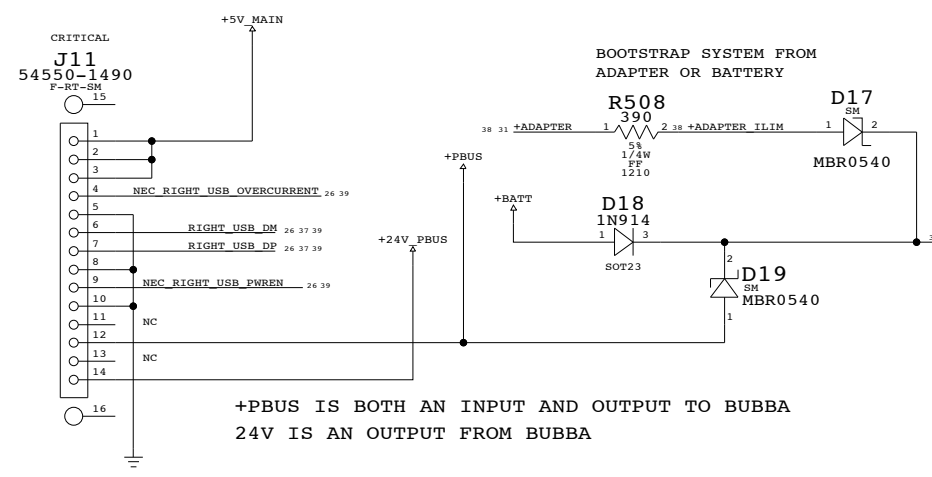 +5V_MAIN
CRITICAL
J11
54550-1490
F-RT-SM
15
1
2
3
4 NEC_RIGHT_USB_OVERCURRENT 26 39
5
6 RIGHT_USB_DM 26 37 39
7 RIGHT_USB_DP 26 37 39
8
9 NEC_RIGHT_USB_PWREN 26 39
10
11 NC
12
13 NC
14
16
+24V_PBUS
+PBUS
BOOTSTRAP SYSTEM FROM
ADAPTER OR BATTERY
R508
390
38 31 +ADAPTER 1 2 38 +ADAPTER_ILIM
5%
1/4W
FF
1210
D17
SM
1 2
MBR0540
+BATT
D18
1N914
1 3
SOT23
2
D19
SM
MBR0540
1
+PBUS IS BOTH AN INPUT AND OUTPUT TO BUBBA
24V IS AN OUTPUT FROM BUBBA